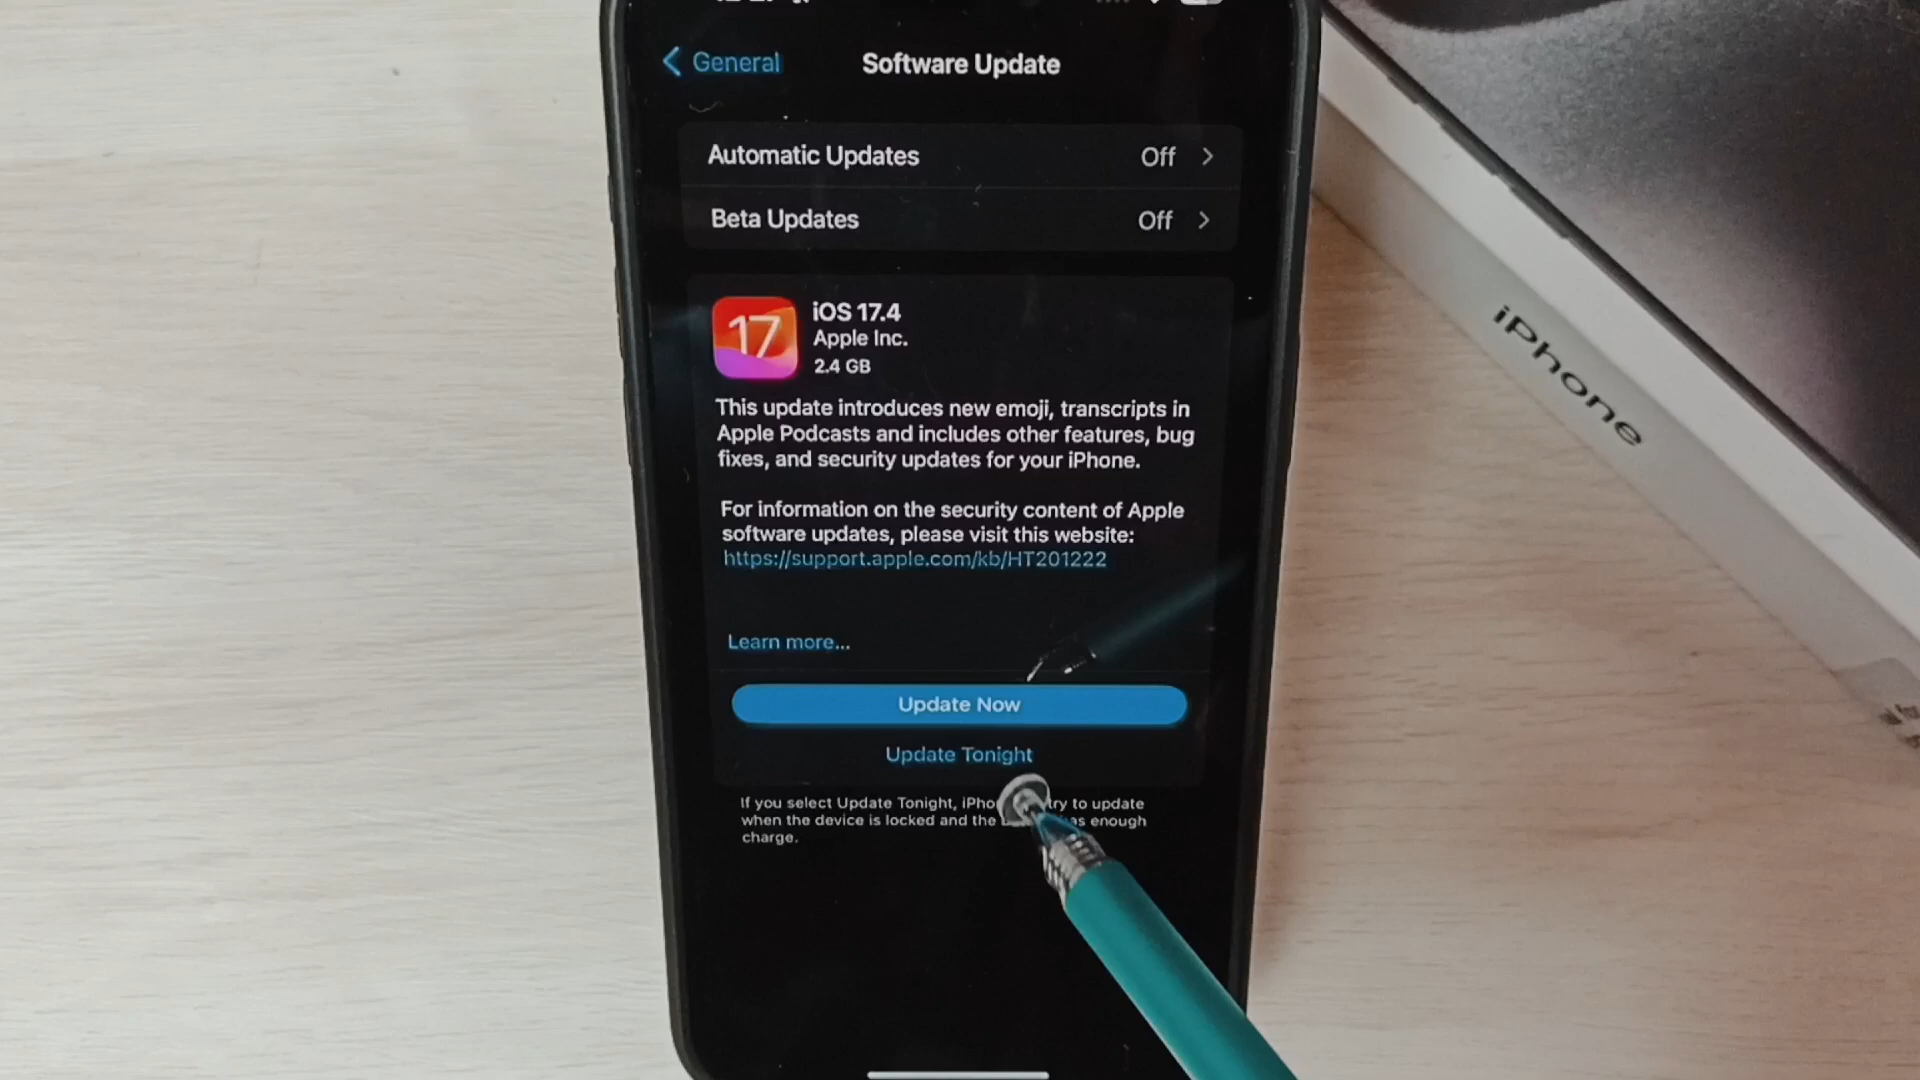 General
Software Update
Automatic Updates Off
Beta Updates Off
17
iOS 17.4
Apple Inc.
2.4 GB
This update introduces new emoji, transcripts in
Apple Podcasts and includes other features, bug
fixes, and security updates for your iPhone.
For information on the security content of Apple
software updates, please visit this website:
https://support.apple.com/kb/HT201222
Learn more...
Update Now
Update Tonight
If you select Update Tonight, try to update
when the device is locked and the enough
charge.
iPhone